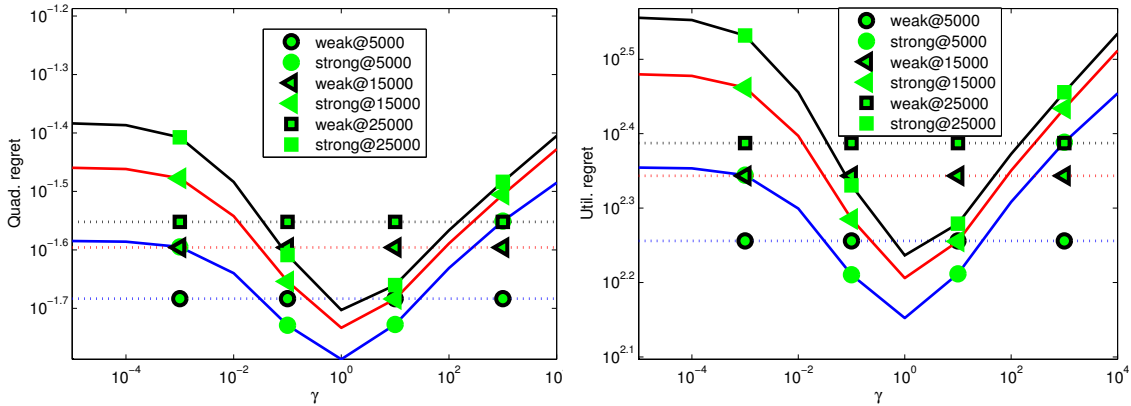 10^−1.2
10^−1.3
10^−1.4
10^−1.5
10^−1.6
10^−1.7
Quad. regret
weak@5000
strong@5000
weak@15000
strong@15000
weak@25000
strong@25000
10^−4
10^−2
10^0
10^2
10
γ
10^2.5
10^2.4
10^2.3
10^2.2
10^2.1
Util. regret
weak@5000
strong@5000
weak@15000
strong@15000
weak@25000
strong@25000
10^−4
10^−2
10^0
10^2
10^4
γ